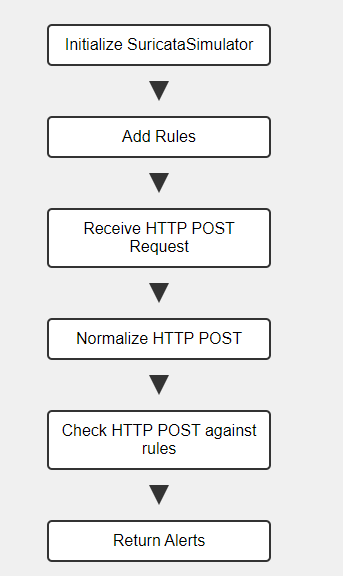 Initialize SuricataSimulator
Add Rules
Receive HTTP POST
Request
Normalize HTTP POST
Check HTTP POST against
rules
Return Alerts